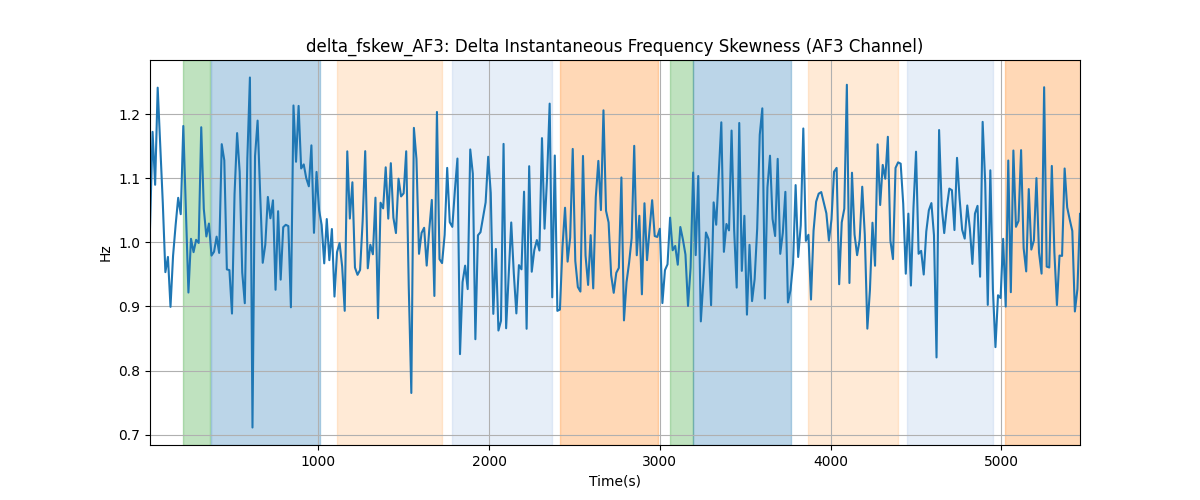 delta_fskew_AF3: Delta Instantaneous Frequency Skewness (AF3 Channel)
Hz
1.2
1.1
1.0
0.9
0.8
0.7
1000 2000 3000 4000 5000
Time(s)